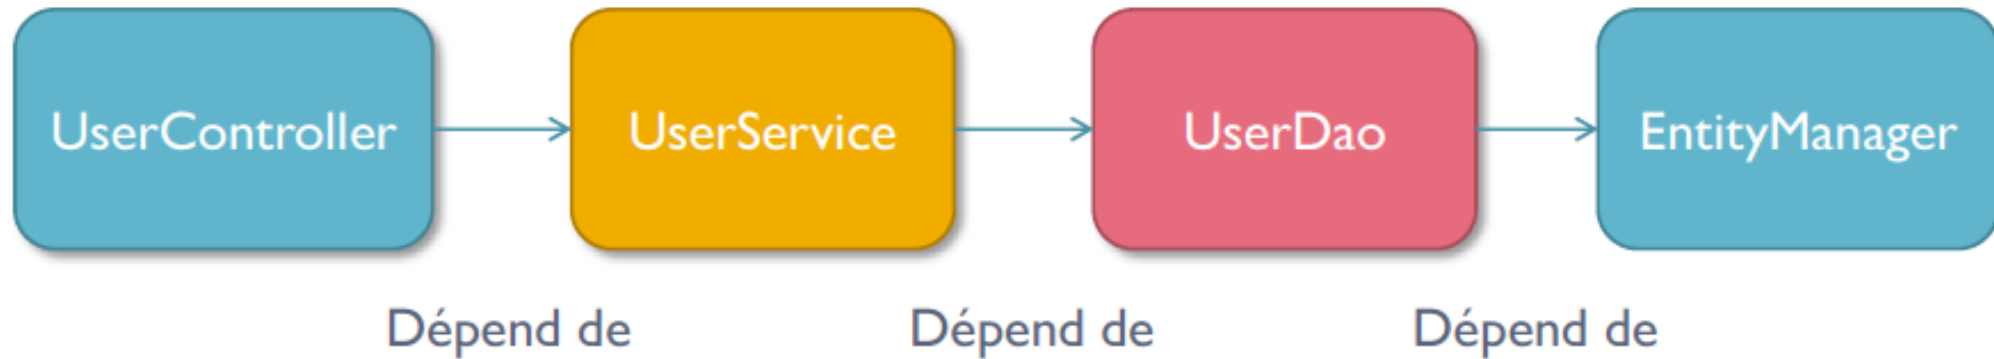 UserController
UserService
UserDao
EntityManager
Dépend de
Dépend de
Dépend de